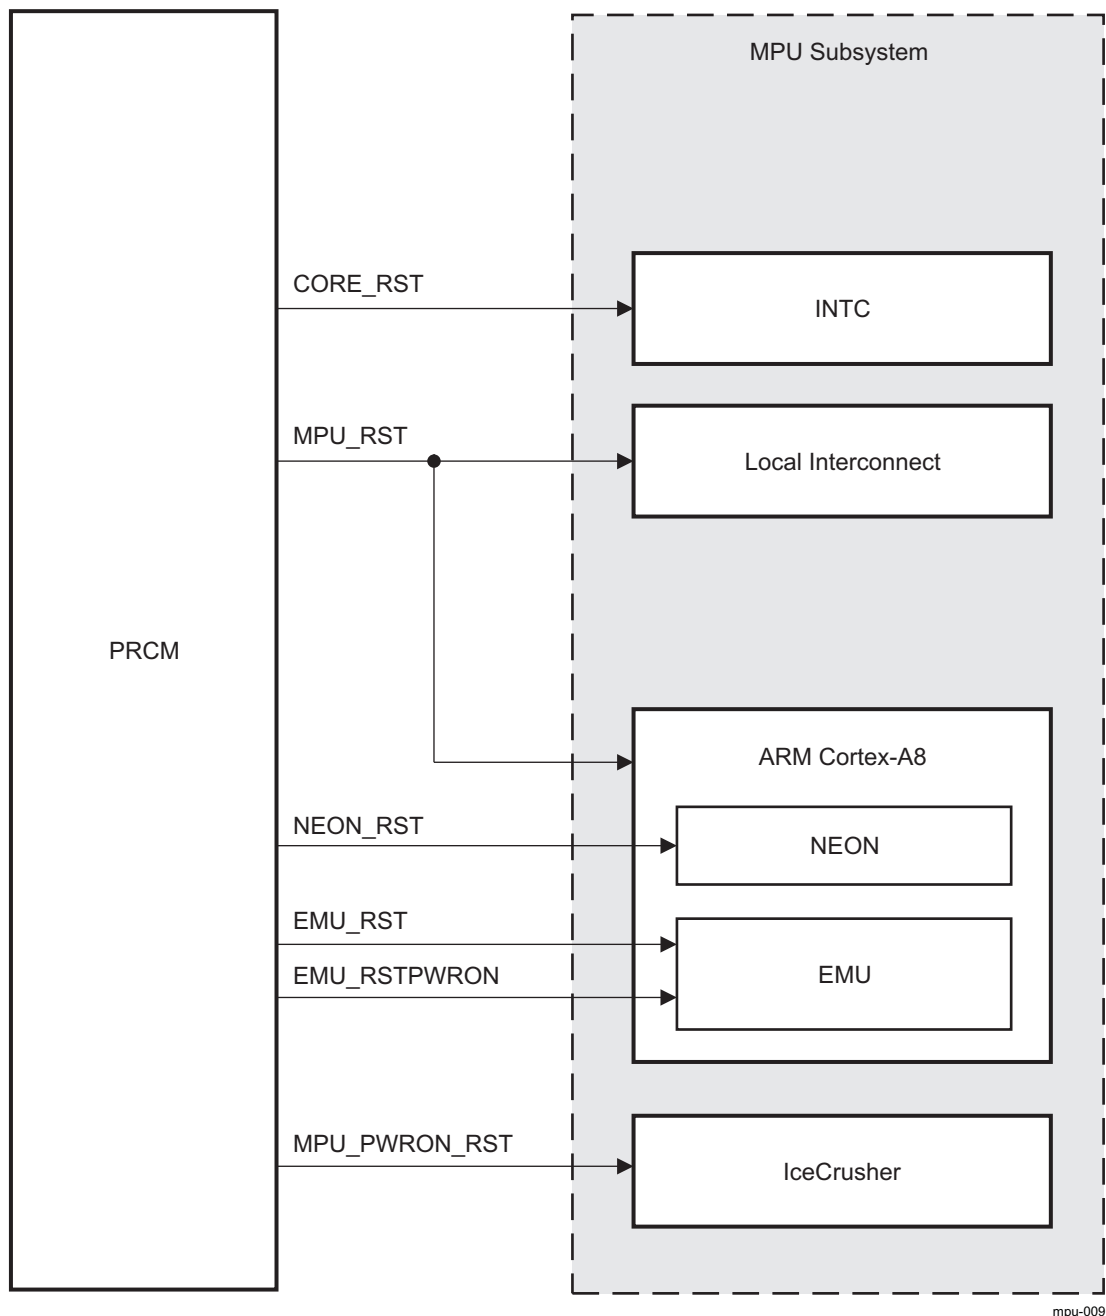 MPU Subsystem
CORE_RST
INTC
MPU_RST
Local Interconnect
PRCM
ARM Cortex-A8
NEON_RST
NEON
EMU_RST
EMU_RSTPWRON
EMU
MPU_PWRON_RST
IceCrusher
mpu-009